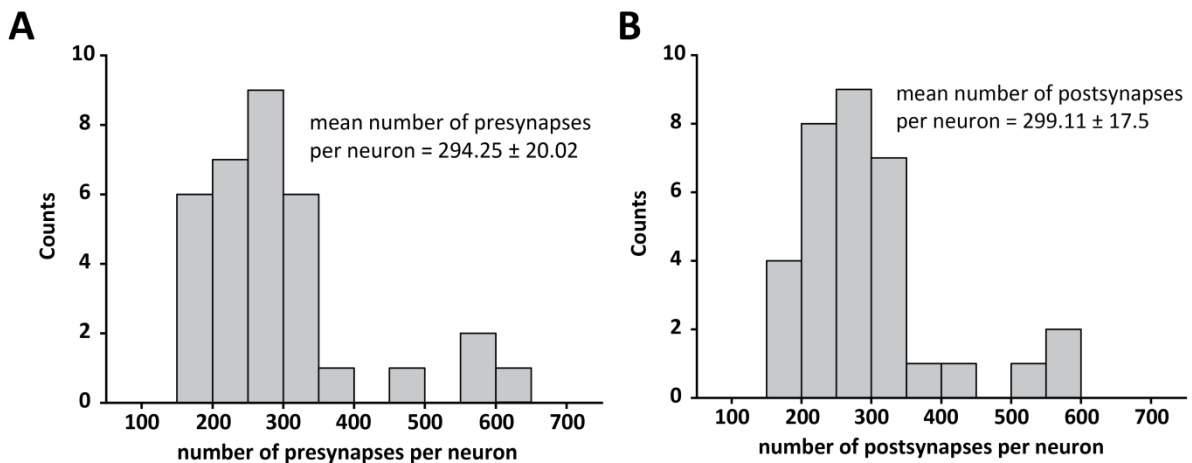 A
10
8
6
4
2
0
Counts
mean number of presynapses
per neuron = 294.25 ± 20.02
100 200 300 400 500 600 700
number of presynapses per neuron
B
10
8
6
4
2
0
Counts
mean number of postsynapses
per neuron = 299.11 ± 17.5
100 200 300 400 500 600 700
number of postsynapses per neuron